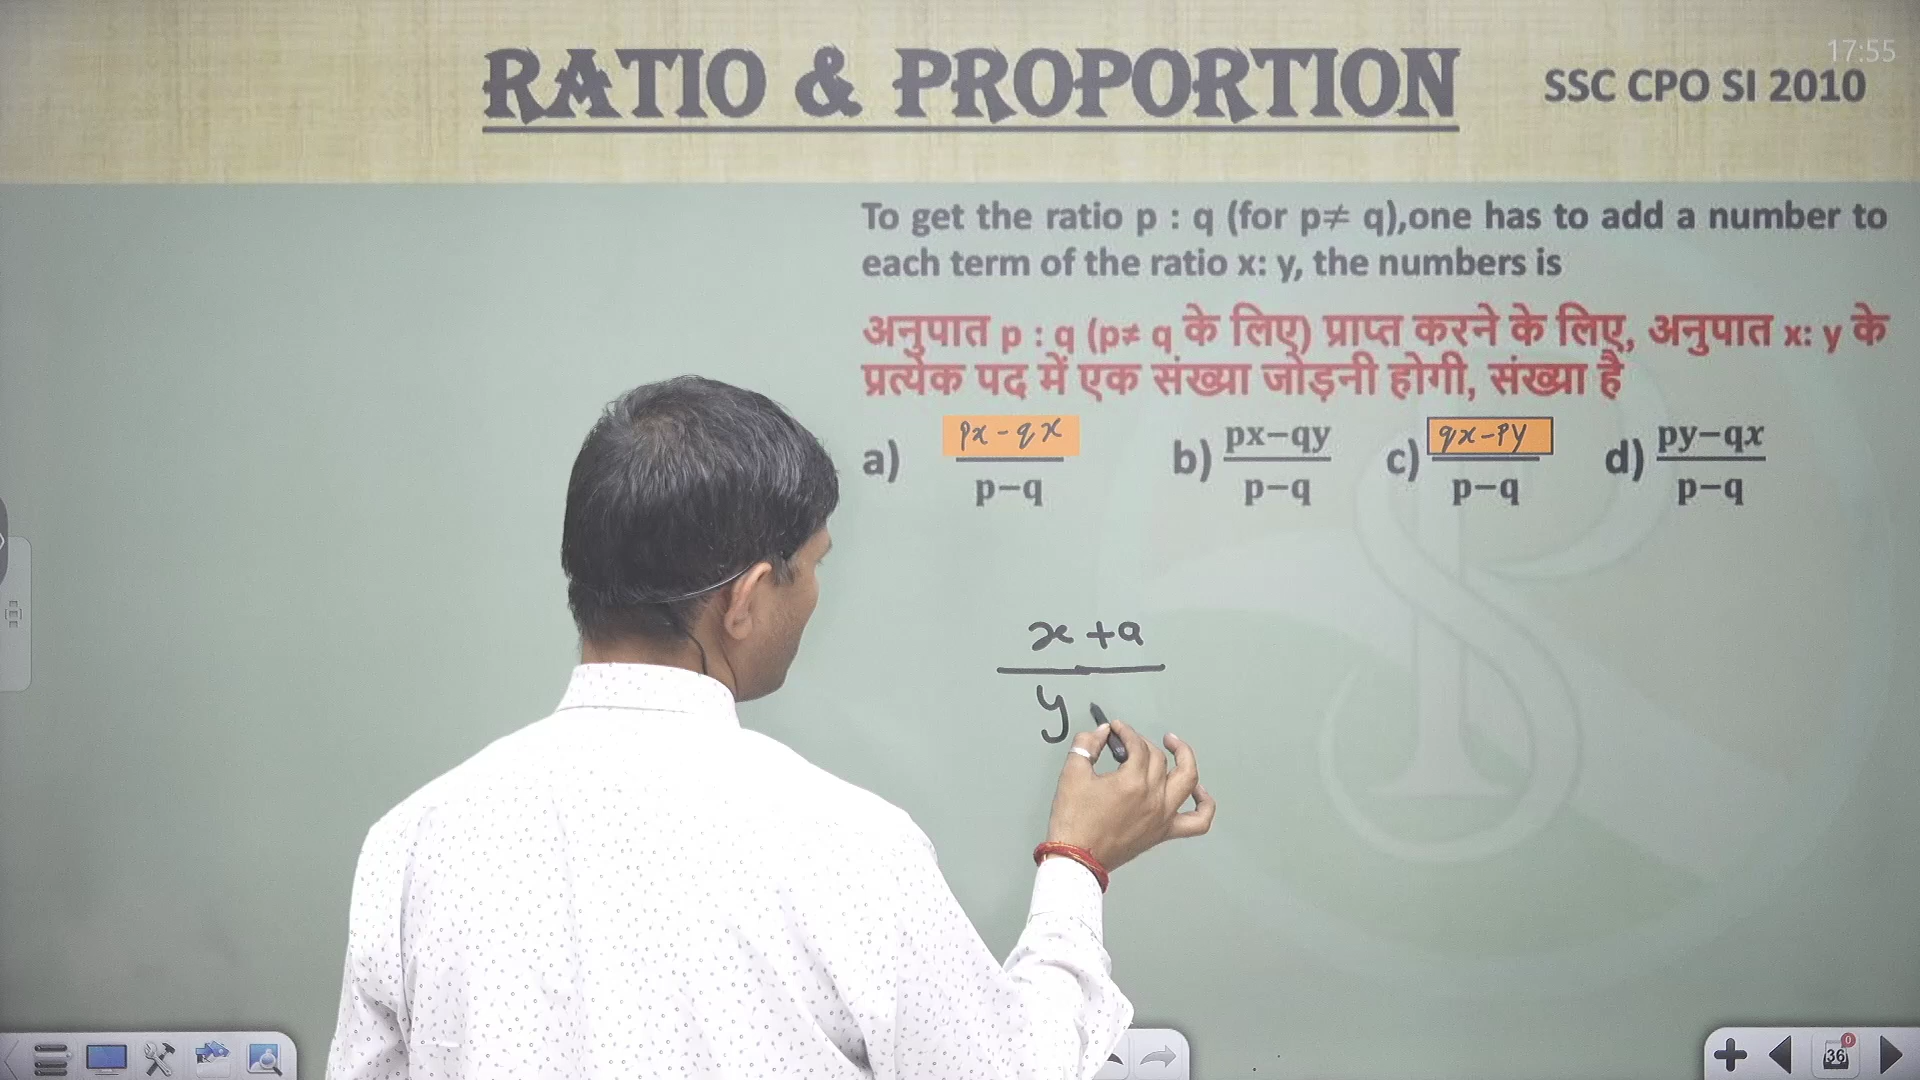 17:55
RATIO & PROPORTION
SSC CPO SI 2010
To get the ratio p : q (for p≠ q),one has to add a number to
each term of the ratio x: y, the numbers is
अनुपात p : q (p≠ q के लिए) प्राप्त करने के लिए, अनुपात x: y के
प्रत्येक पद में एक संख्या जोड़नी होगी, संख्या है
a) px-qx / p−q b) px−qy / p−q c) qx-py / p−q d) py−qx / p−q
x+a
y
36
0